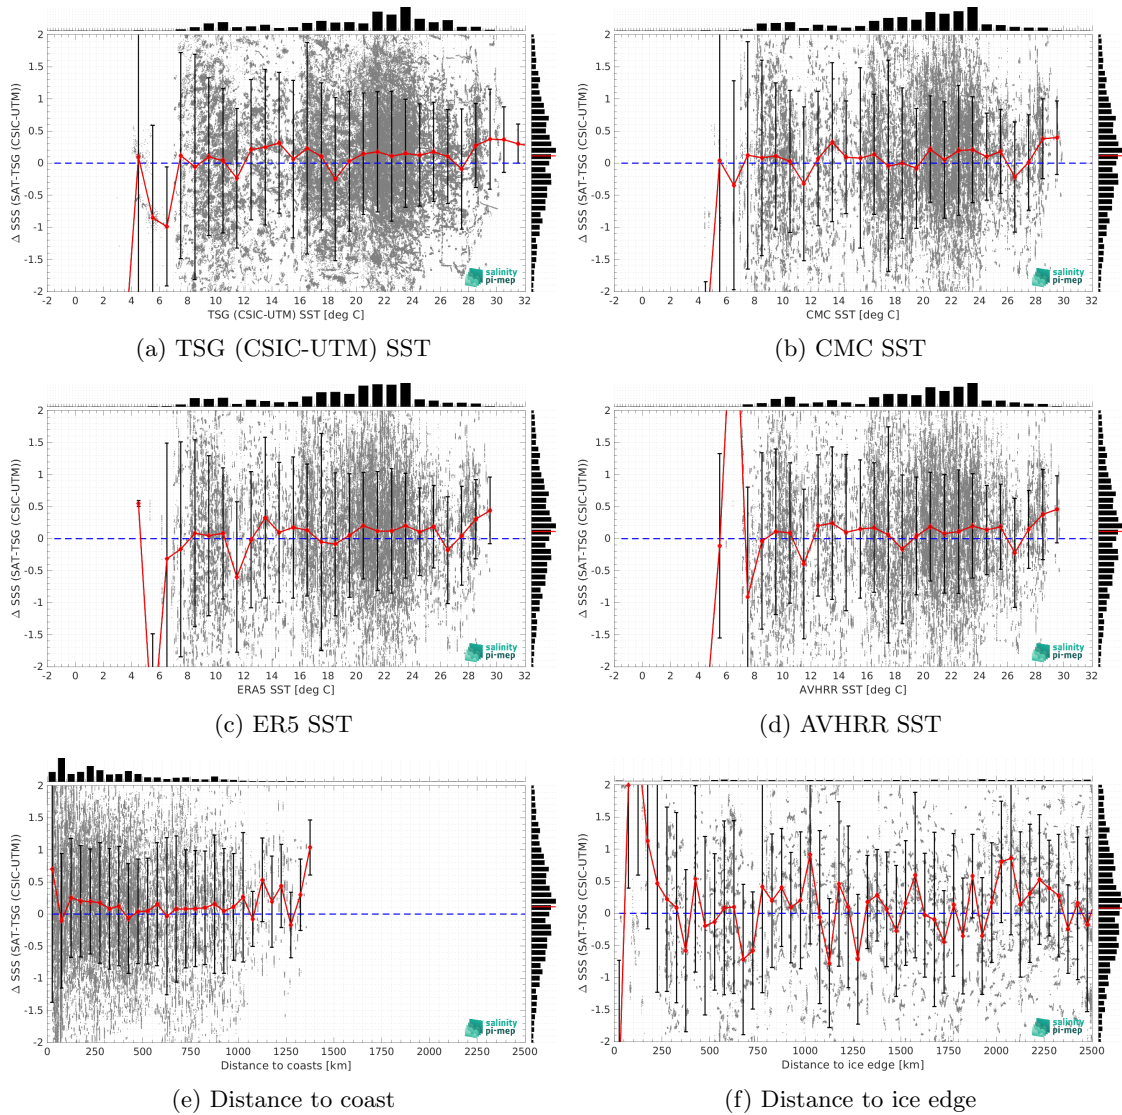 2
1.5
1
0.5
0
-0.5
-1
-1.5
-2
Δ SSS (SAT-TSG (CSIC-UTM))
-2 0 2 4 6 8 10 12 14 16 18 20 22 24 26 28 30 32
TSG (CSIC-UTM) SST [deg C]
salinity
pi-mep
(a) TSG (CSIC-UTM) SST
2
1.5
1
0.5
0
-0.5
-1
-1.5
-2
Δ SSS (SAT-TSG (CSIC-UTM))
-2 0 2 4 6 8 10 12 14 16 18 20 22 24 26 28 30 32
CMC SST [deg C]
salinity
pi-mep
(b) CMC SST
2
1.5
1
0.5
0
-0.5
-1
-1.5
-2
Δ SSS (SAT-TSG (CSIC-UTM))
-2 0 2 4 6 8 10 12 14 16 18 20 22 24 26 28 30 32
ERA5 SST [deg C]
salinity
pi-mep
(c) ER5 SST
2
1.5
1
0.5
0
-0.5
-1
-1.5
-2
Δ SSS (SAT-TSG (CSIC-UTM))
-2 0 2 4 6 8 10 12 14 16 18 20 22 24 26 28 30 32
AVHRR SST [deg C]
salinity
pi-mep
(d) AVHRR SST
2
1.5
1
0.5
0
-0.5
-1
-1.5
-2
Δ SSS (SAT-TSG (CSIC-UTM))
0 250 500 750 1000 1250 1500 1750 2000 2250 2500
Distance to coasts [km]
salinity
pi-mep
(e) Distance to coast
2
1.5
1
0.5
0
-0.5
-1
-1.5
-2
Δ SSS (SAT-TSG (CSIC-UTM))
0 250 500 750 1000 1250 1500 1750 2000 2250 2500
Distance to ice edge [km]
salinity
pi-mep
(f) Distance to ice edge